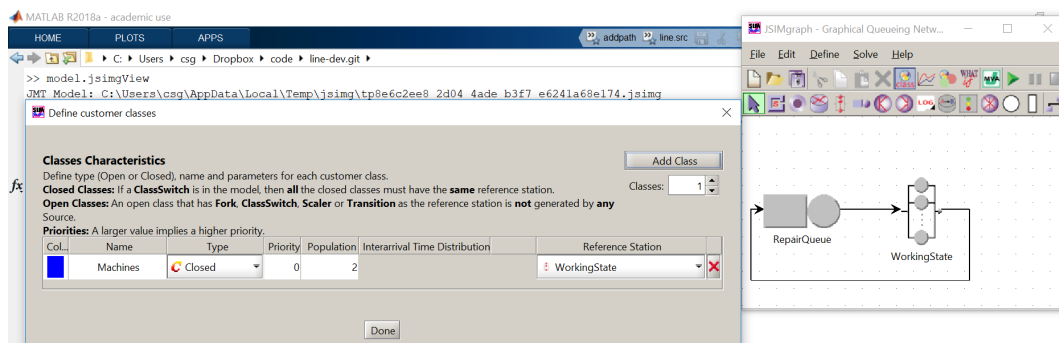 MATLAB R2018a - academic use
HOME PLOTS APPS
addpath line.src
C: Users csg Dropbox code line-dev.git
>> model.jsimgView
JMT Model: C:\Users\csg\AppData\Local\Temp\jsimg\tp8e6c2ee8_2d04_4ade_b3f7_e6241a68e174.jsimg
fx
Define customer classes
Classes Characteristics
Add Class
Define type (Open or Closed), name and parameters for each customer class.
Closed Classes: If a ClassSwitch is in the model, then all the closed classes must have the same reference station.
Classes: 1
Open Classes: An open class that has Fork, ClassSwitch, Scaler or Transition as the reference station is not generated by any
Source.
Priorities: A larger value implies a higher priority.
Col... Name Type Priority Population Interarrival Time Distribution Reference Station
Machines C Closed 0 2 WorkingState
Done
JSIMgraph - Graphical Queueing Netw...
File Edit Define Solve Help
CLASS WHAT IF MVA
LOG
RepairQueue
WorkingState